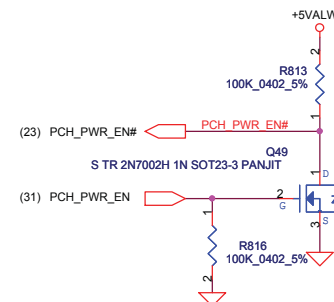 +5VALW
2
R813
100K_0402_5%
1
(23) PCH_PWR_EN#
PCH_PWR_EN#
Q49
S TR 2N7002H 1N SOT23-3 PANJIT
1
D
(31) PCH_PWR_EN
2
G
S
3
1
R816
100K_0402_5%
2